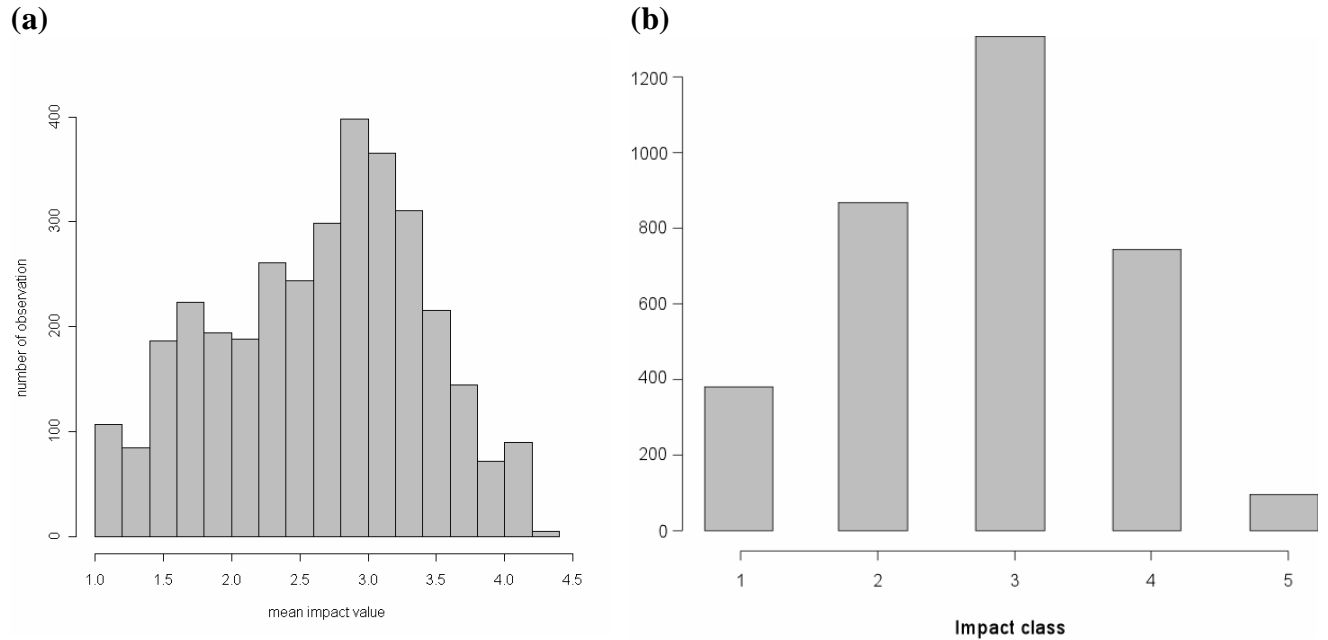 (a)
number of observation
400
300
200
100
0
1.0 1.5 2.0 2.5 3.0 3.5 4.0 4.5
mean impact value
(b)
1200
1000
800
600
400
200
0
1 2 3 4 5
Impact class